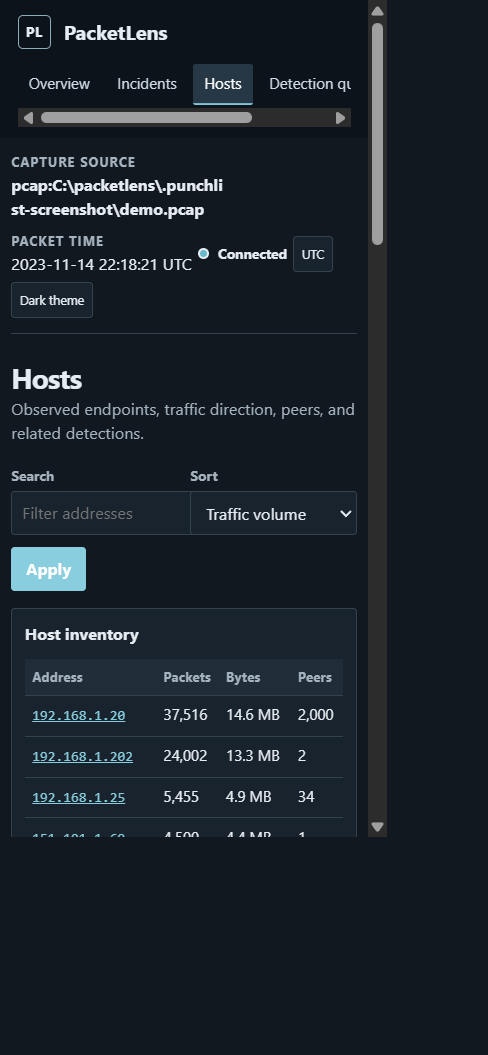 PL PacketLens
Overview Incidents Hosts Detection qu
CAPTURE SOURCE
pcap:C:\packetlens\.punchli
st-screenshot\demo.pcap
PACKET TIME
2023-11-14 22:18:21 UTC Connected UTC
Dark theme
Hosts
Observed endpoints, traffic direction, peers, and
related detections.
Search Sort
Filter addresses Traffic volume
Apply
Host inventory
Address Packets Bytes Peers
192.168.1.20 37,516 14.6 MB 2,000
192.168.1.202 24,002 13.3 MB 2
192.168.1.25 5,455 4.9 MB 34